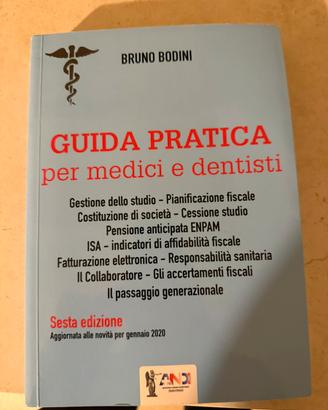 BRUNO BODINI
GUIDA PRATICA
per medici e dentisti
Gestione dello studio - Pianificazione fiscale
Costituzione di società - Cessione studio
Pensione anticipata ENPAM
ISA - indicatori di affidabilità fiscale
Fatturazione elettronica - Responsabilità sanitaria
Il Collaboratore - Gli accertamenti fiscali
Il passaggio generazionale
Sesta edizione
Aggiornata alle novità per gennaio 2020
ANDI